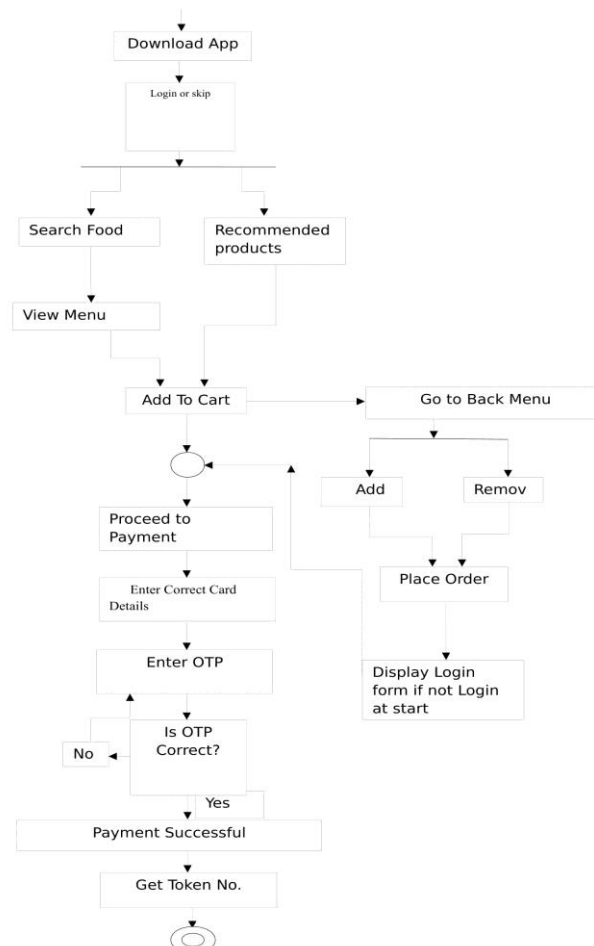 Download App
Login or skip
Search Food
Recommended
products
View Menu
Add To Cart
Go to Back Menu
Add
Remov
Proceed to
Payment
Place Order
Enter Correct Card
Details
Enter OTP
Display Login
form if not Login
at start
Is OTP
Correct?
No
Yes
Payment Successful
Get Token No.